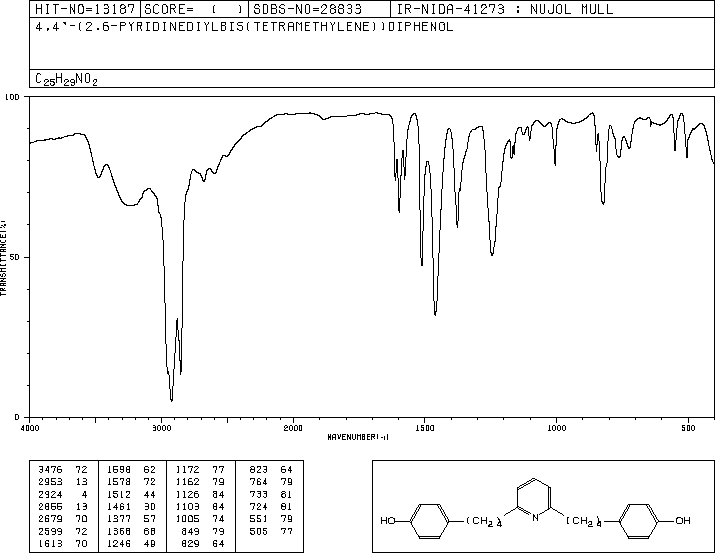 HIT-NO=13187 SCORE= ( ) SDBS-NO=28833 IR-NIDA-41273 : NUJOL MULL
4,4'-(2,6-PYRIDINEDIYLBIS(TETRAMETHYLENE))DIPHENOL
C25H29NO2
100
50
0
TRANSMITTANCE(%)
4000 3000 2000 1500 1000 500
WAVENUMBER(-1)
3476 72 1598 62 1172 77 823 64
2953 13 1578 72 1162 79 764 79
2924 4 1512 44 1126 84 733 81
2855 13 1461 30 1103 84 724 81
2679 70 1377 57 1005 74 551 79
2599 72 1368 68 849 79 505 77
1613 70 1246 49 829 64
HO (CH2)4 N (CH2)4 OH